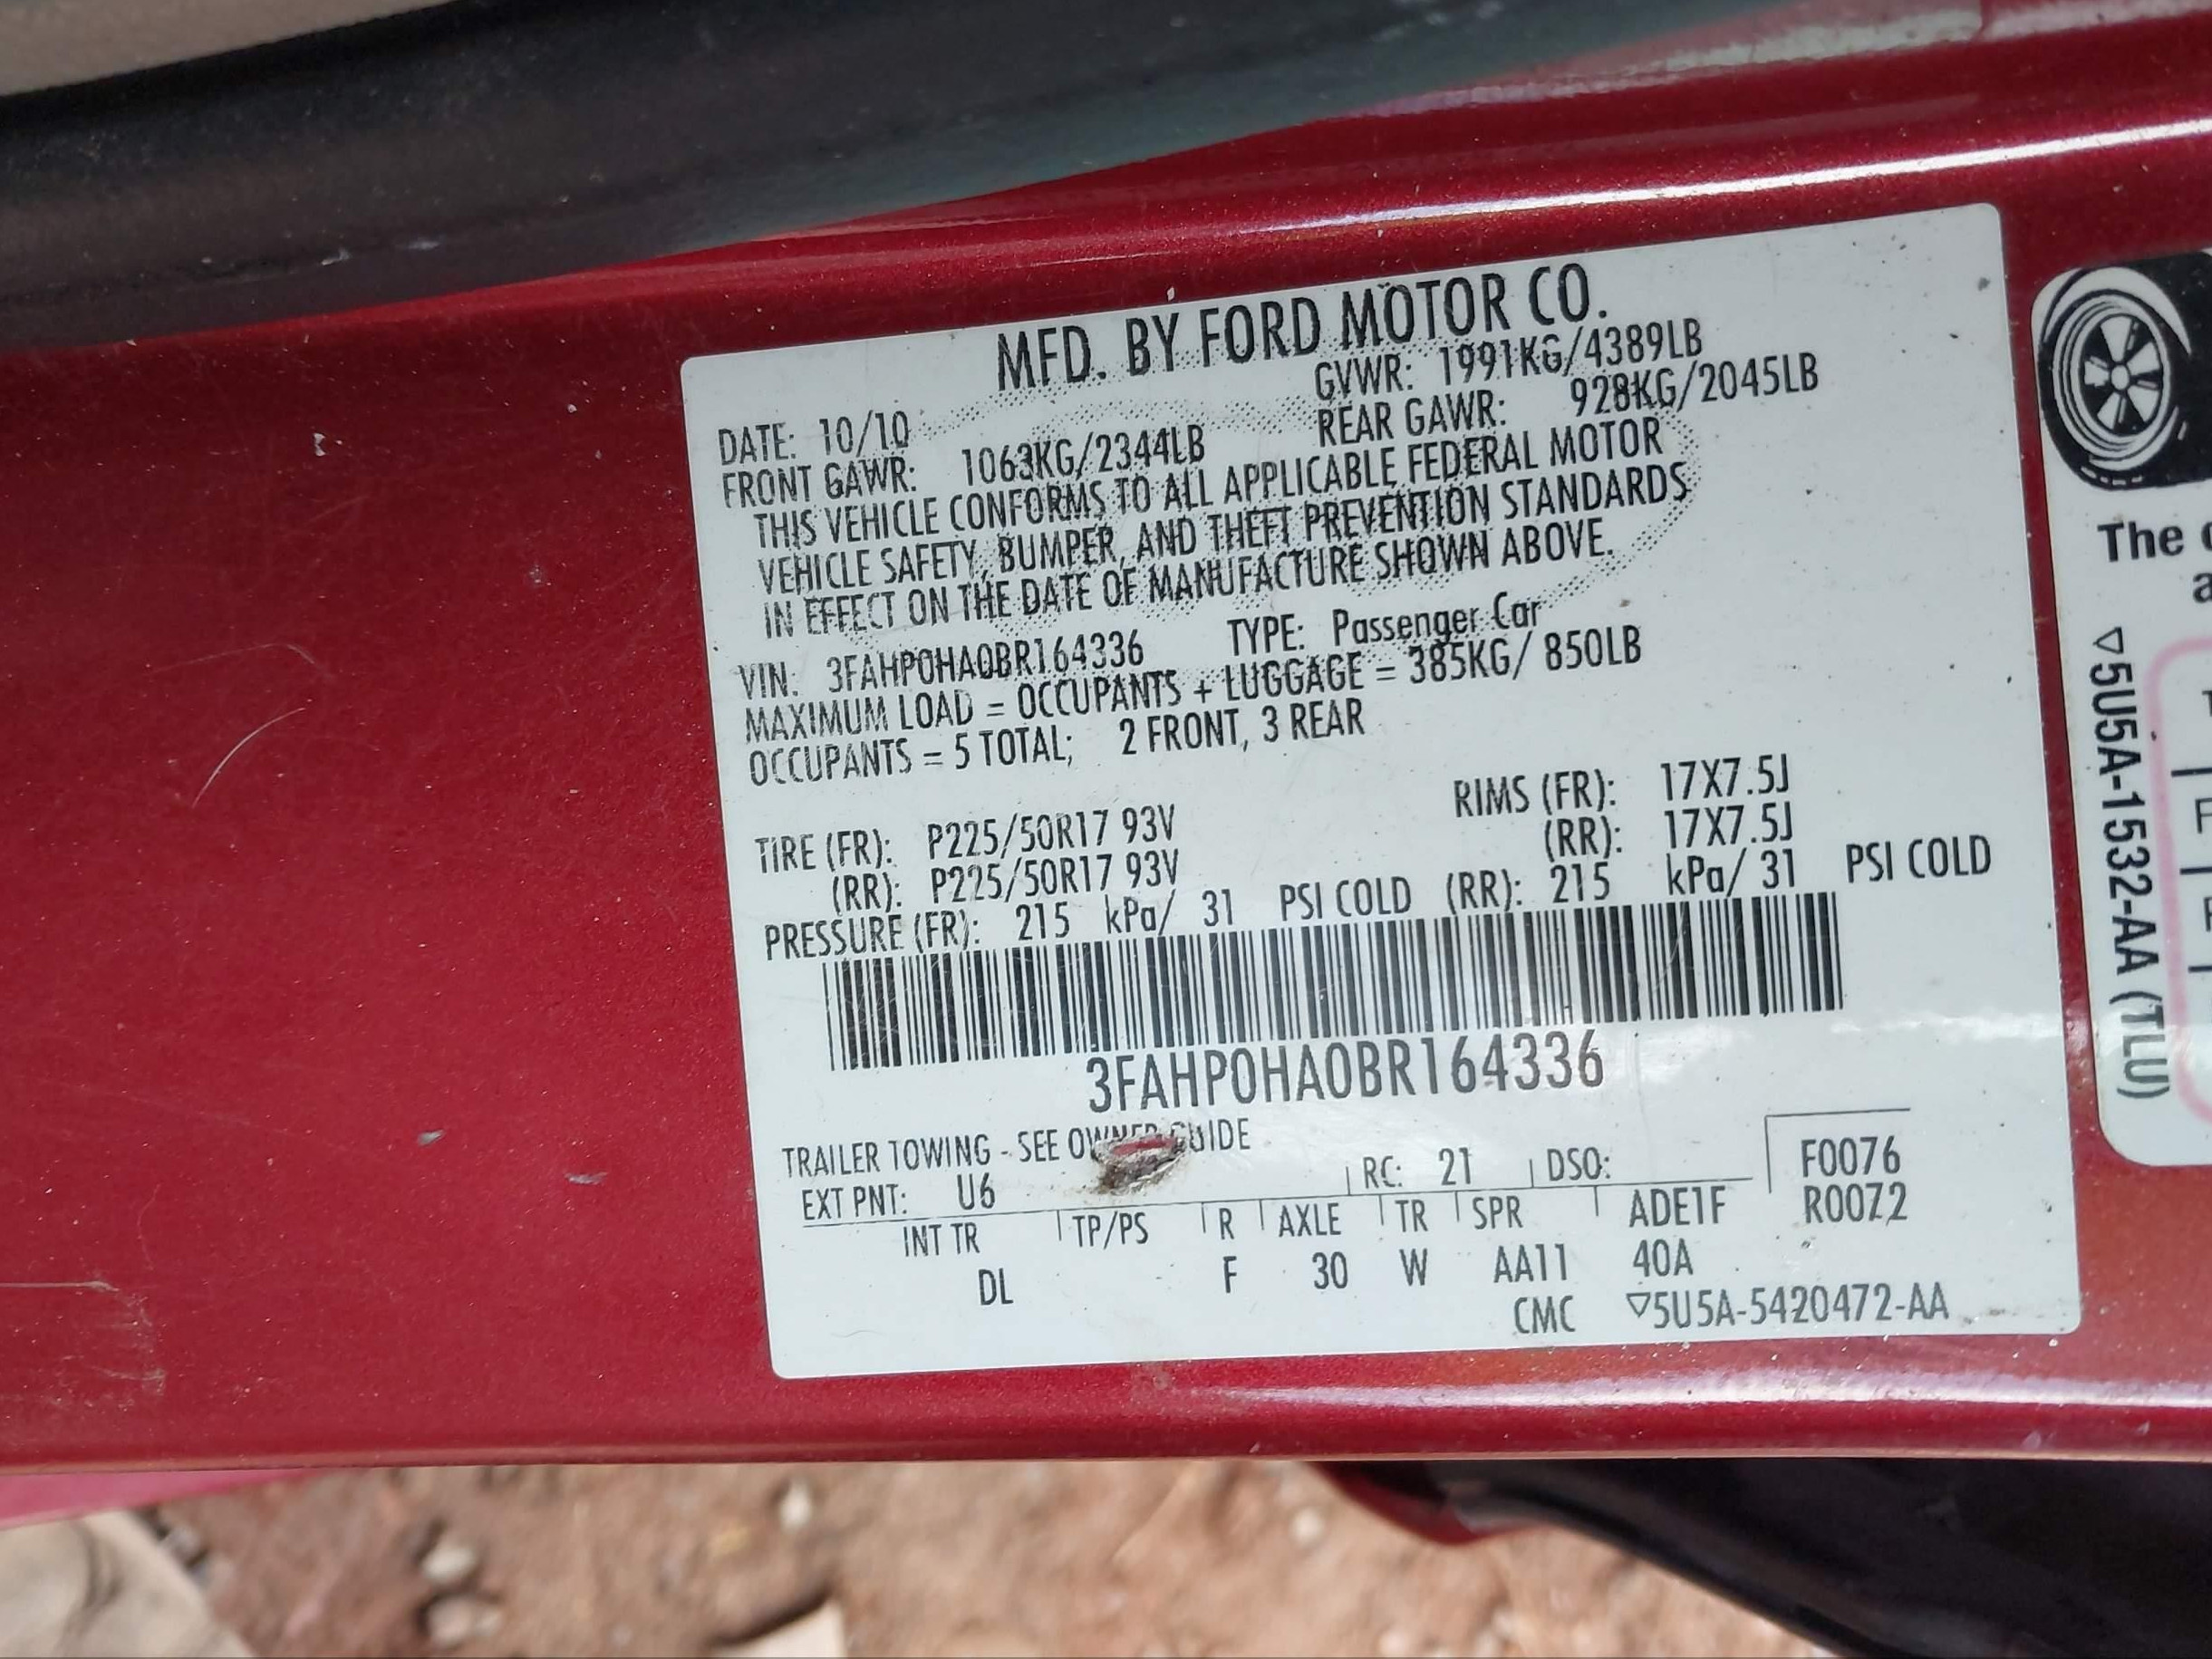 MFD. BY FORD MOTOR CO.
DATE: 10/10 GVWR: 1991KG/4389LB
FRONT GAWR: 1063KG/2344LB REAR GAWR: 928KG/2045LB
THIS VEHICLE CONFORMS TO ALL APPLICABLE FEDERAL MOTOR
VEHICLE SAFETY, BUMPER, AND THEFT PREVENTION STANDARDS
IN EFFECT ON THE DATE OF MANUFACTURE SHOWN ABOVE.
VIN: 3FAHP0HA0BR164336 TYPE: Passenger Car
MAXIMUM LOAD = OCCUPANTS + LUGGAGE = 385KG/ 850LB
OCCUPANTS = 5 TOTAL; 2 FRONT, 3 REAR
TIRE (FR): P225/50R17 93V RIMS (FR): 17X7.5J
(RR): P225/50R17 93V (RR): 17X7.5J
PRESSURE (FR): 215 kPa/ 31 PSI COLD (RR): 215 kPa/ 31 PSI COLD
3FAHP0HA0BR164336
TRAILER TOWING - SEE OWNER GUIDE
EXT PNT: U6 RC: 21 DSO: F0076
INT TR TP/PS R AXLE TR SPR ADE1F R0072
DL F 30 W AA11 40A
CMC ▽5U5A-5420472-AA
The
▽5U5A-1532-AA (TLU)